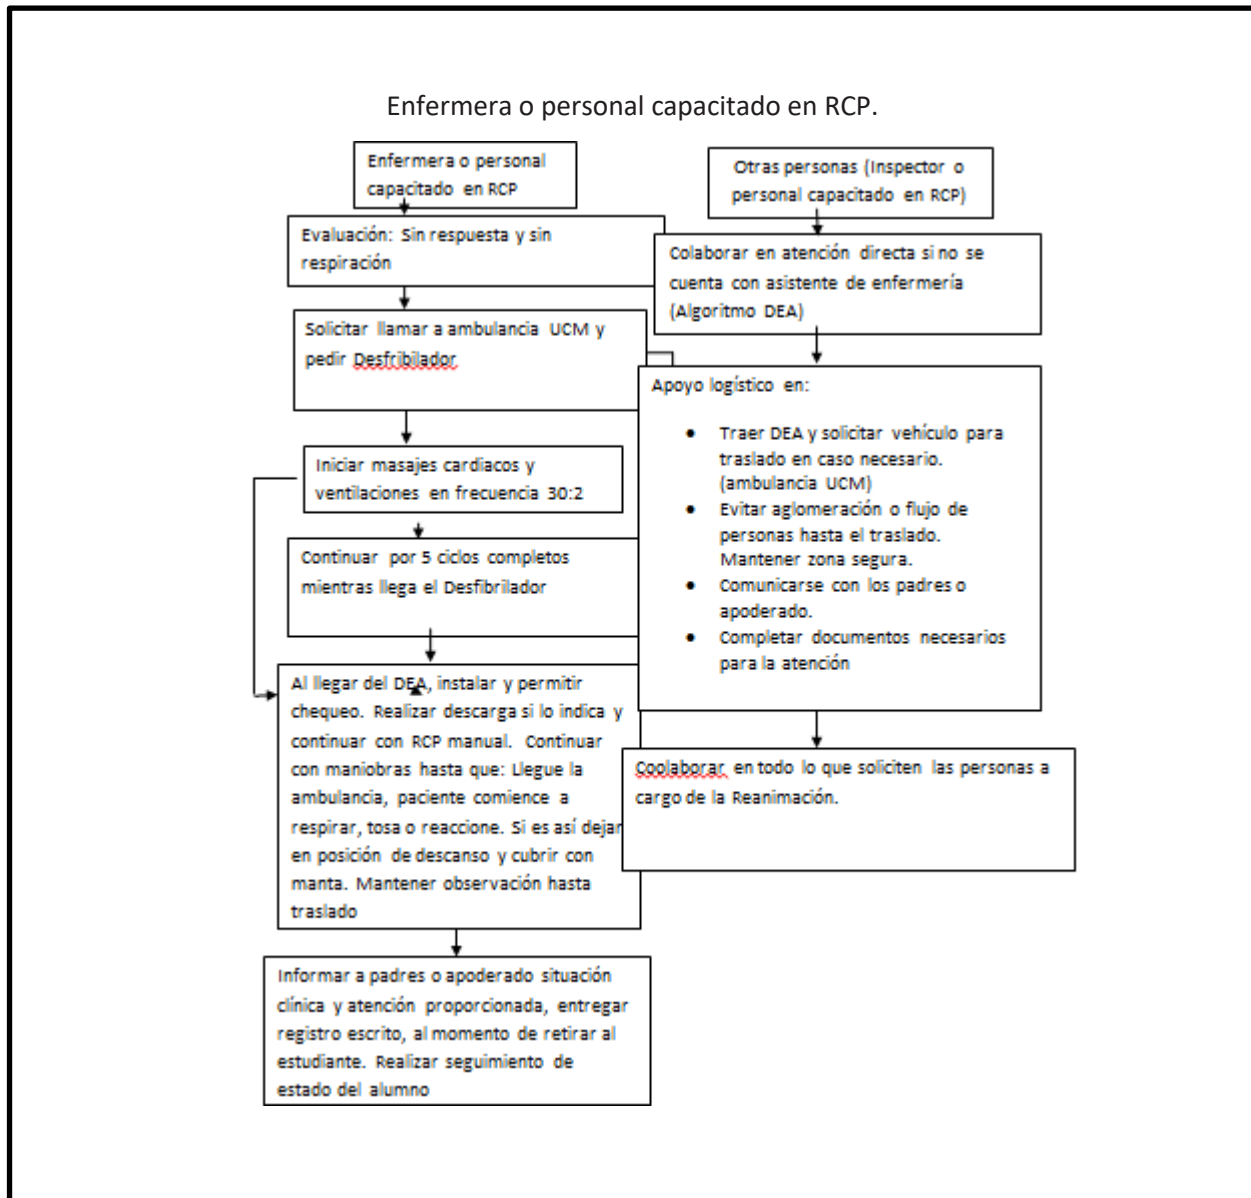 Enfermera o personal capacitado en RCP.
Enfermera o personal
capacitado en RCP
Evaluación: Sin respuesta y sin
respiración
Solicitar llamar a ambulancia UCM y
pedir Desfribilador
Iniciar masajes cardiacos y
ventilaciones en frecuencia 30:2
Continuar por 5 ciclos completos
mientras llega el Desfibrilador
Al llegar del DEA, instalar y permitir
chequeo. Realizar descarga si lo indica y
continuar con RCP manual. Continuar
con maniobras hasta que: Llegue la
ambulancia, paciente comience a
respirar, tosa o reaccione. Si es así dejar
en posición de descanso y cubrir con
manta. Mantener observación hasta
traslado
Informar a padres o apoderado situación
clínica y atención proporcionada, entregar
registro escrito, al momento de retirar al
estudiante. Realizar seguimiento de
estado del alumno
Otras personas (Inspector o
personal capacitado en RCP)
Colaborar en atención directa si no se
cuenta con asistente de enfermería
(Algoritmo DEA)
Apoyo logístico en:
• Traer DEA y solicitar vehículo para
traslado en caso necesario.
(ambulancia UCM)
• Evitar aglomeración o flujo de
personas hasta el traslado.
Mantener zona segura.
• Comunicarse con los padres o
apoderado.
• Completar documentos necesarios
para la atención
Coolaborar en todo lo que soliciten las personas a
cargo de la Reanimación.